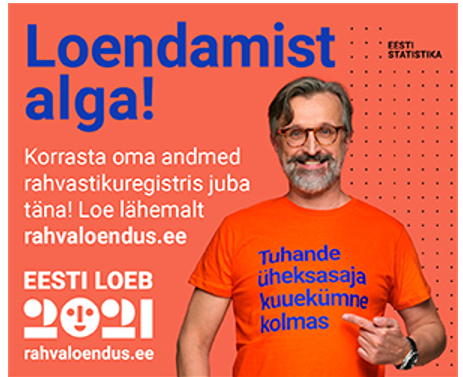 Loendamist
alga!
EESTI
STATISTIKA
Korrasta oma andmed
rahvastikuregistris juba
täna! Loe lähemalt
rahvaloendus.ee
Tuhande
üheksasaja
kuuekümne
kolmas
EESTI LOEB
2021
rahvaloendus.ee